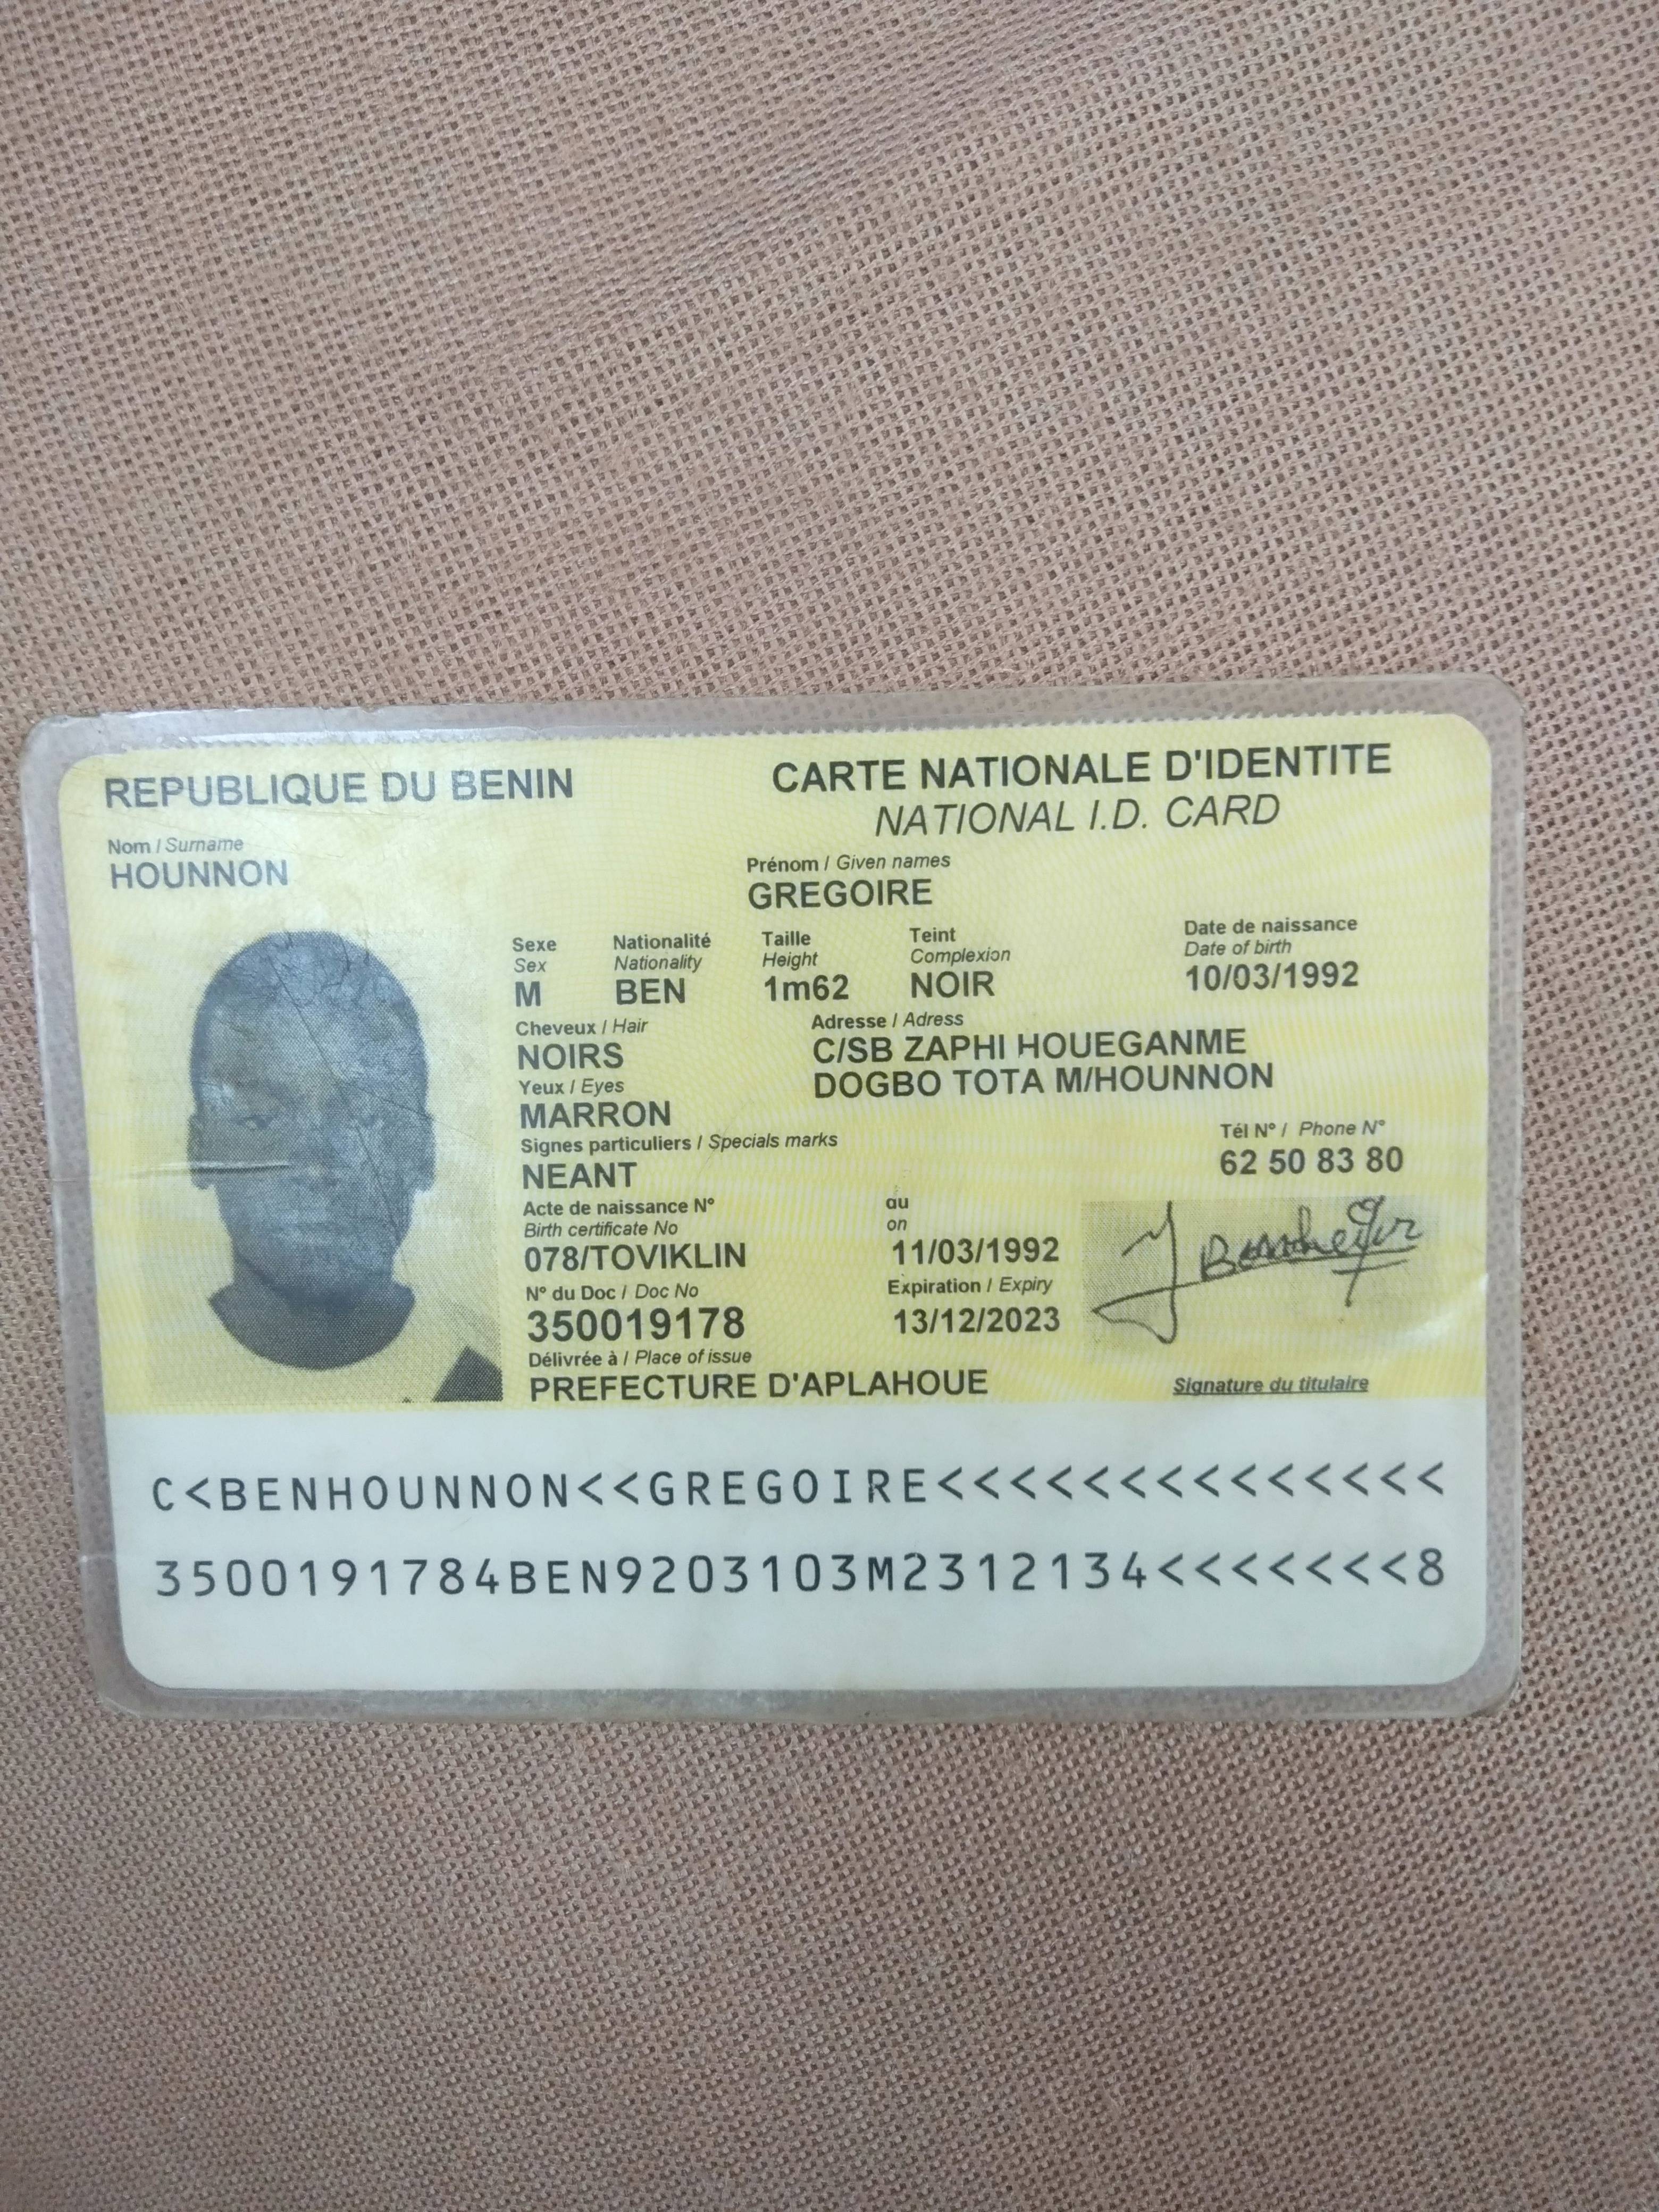 REPUBLIQUE DU BENIN
CARTE NATIONALE D'IDENTITE
NATIONAL I.D. CARD
Nom / Surname
HOUNNON
Prénom / Given names
GREGOIRE
Sexe Nationalité Taille Teint Date de naissance
Sex Nationality Height Complexion Date of birth
M BEN 1m62 NOIR 10/03/1992
Cheveux / Hair
NOIRS
Adresse / Adress
C/SB ZAPHI HOUEGANME
DOGBO TOTA M/HOUNNON
Yeux / Eyes
MARRON
Signes particuliers / Specials marks
NEANT
Tél N° / Phone N°
62 50 83 80
Acte de naissance N° au
Birth certificate No on
078/TOVIKLIN 11/03/1992
N° du Doc / Doc No Expiration / Expiry
350019178 13/12/2023
Délivrée à / Place of issue
PREFECTURE D'APLAHOUE
Signature du titulaire
C<BENHOUNNON<<GREGOIRE<<<<<<<<<<<<<<
3500191784BEN9203103M2312134<<<<<<<8